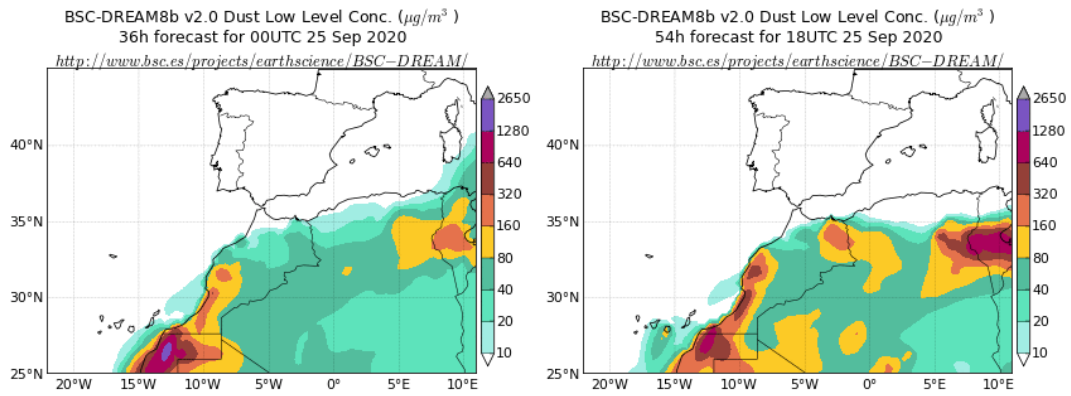 BSC-DREAM8b v2.0 Dust Low Level Conc. (μg/m³ )
36h forecast for 00UTC 25 Sep 2020
http://www.bsc.es/projects/earthscience/BSC−DREAM/
40°N
35°N
30°N
25°N
20°W 15°W 10°W 5°W 0° 5°E 10°E
2650
1280
640
320
160
80
40
20
10
BSC-DREAM8b v2.0 Dust Low Level Conc. (μg/m³ )
54h forecast for 18UTC 25 Sep 2020
http://www.bsc.es/projects/earthscience/BSC−DREAM/
40°N
35°N
30°N
25°N
20°W 15°W 10°W 5°W 0° 5°E 10°E
2650
1280
640
320
160
80
40
20
10